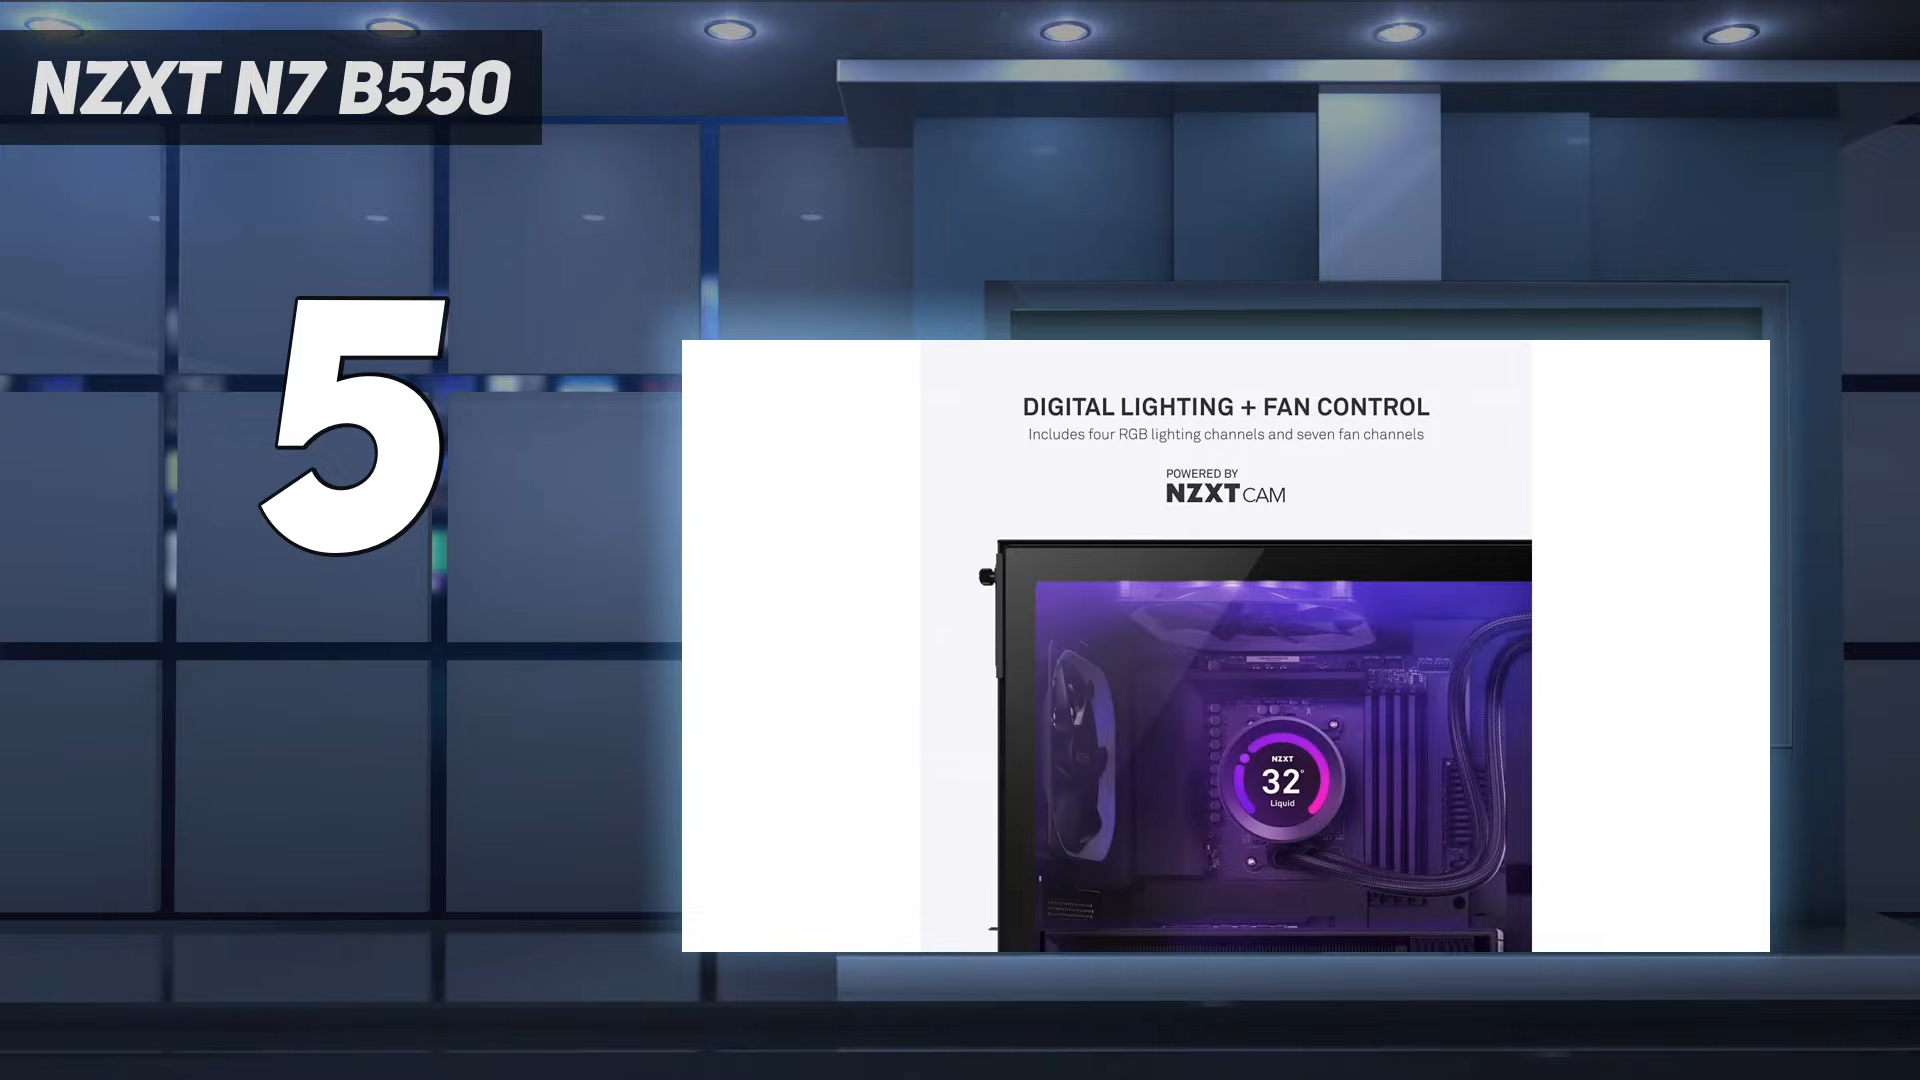 NZXT N7 B550
5
DIGITAL LIGHTING + FAN CONTROL
Includes four RGB lighting channels and seven fan channels
POWERED BY
NZXT CAM
NZXT
32°
Liquid